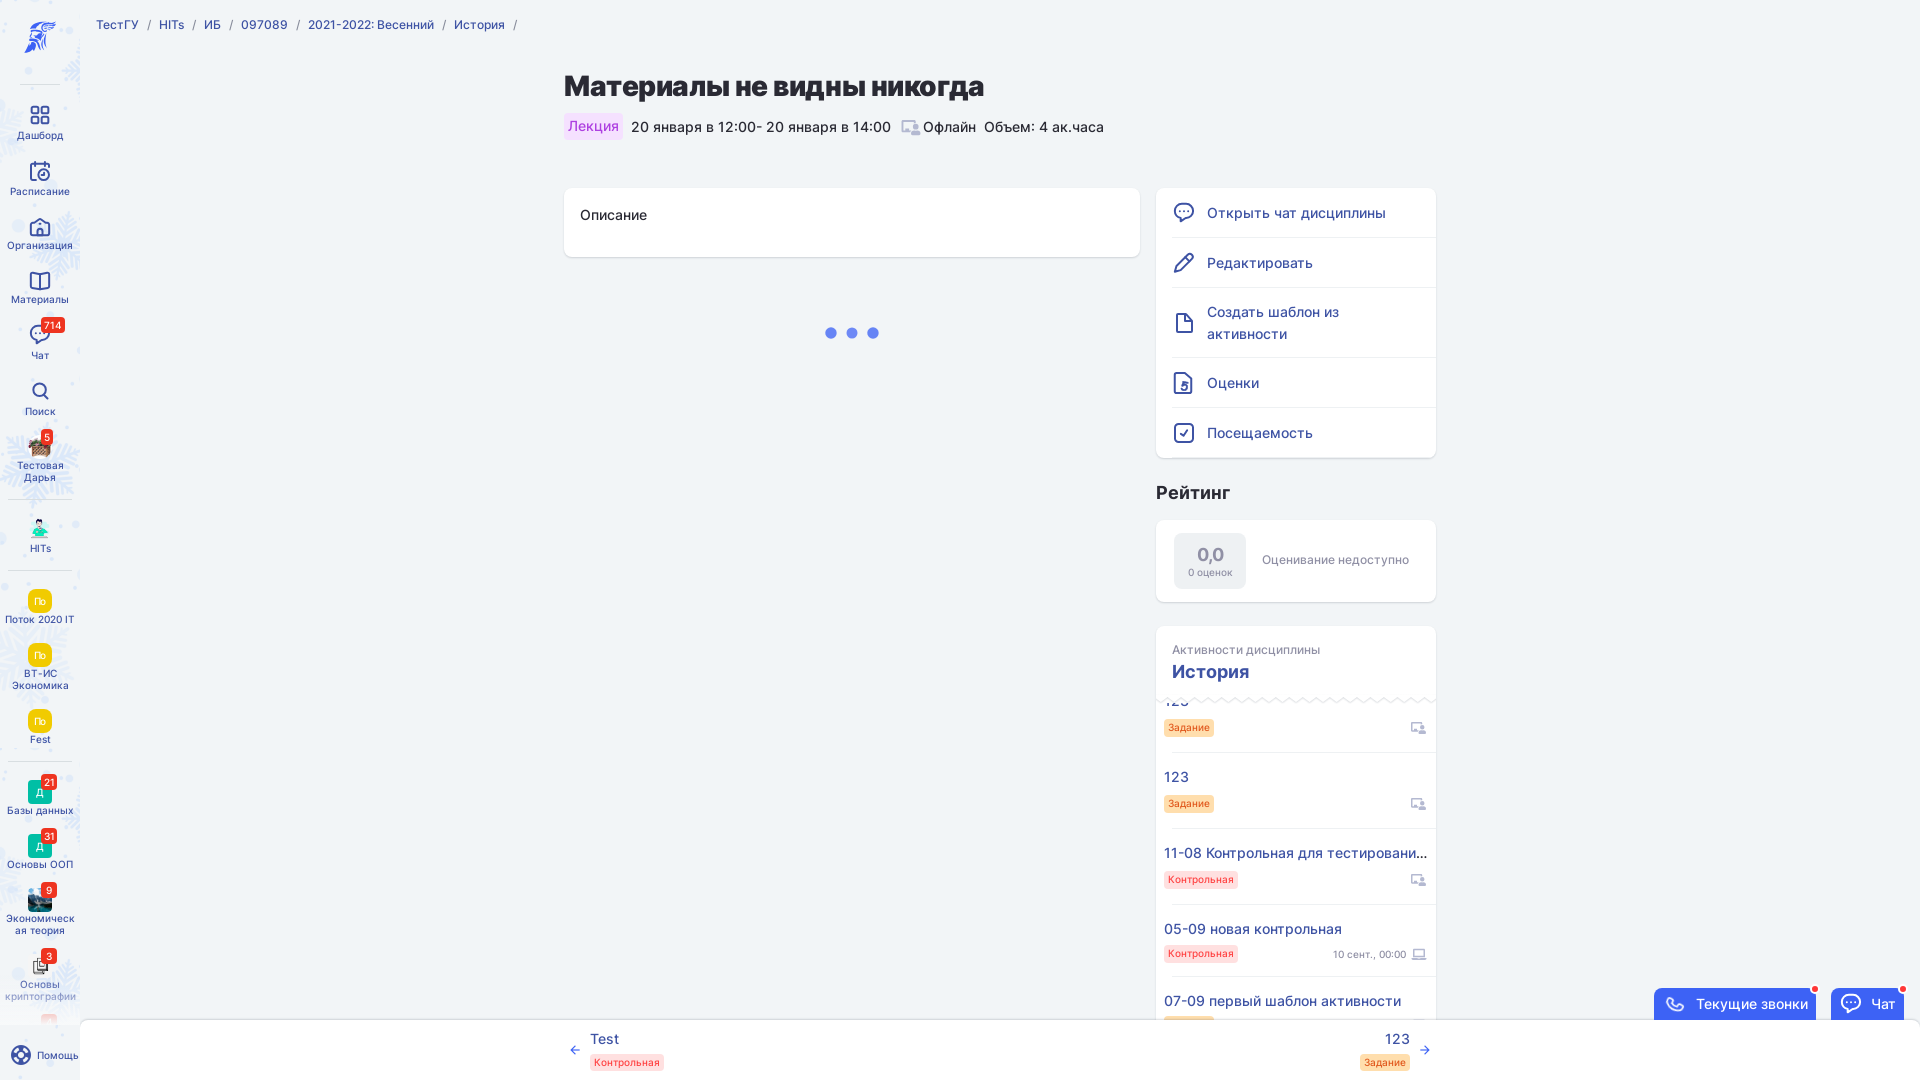 ТестГУ / HITs / ИБ / 097089 / 2021-2022: Весенний / История /
Дашборд
Расписание
Организация
Материалы
714
Чат
Поиск
5
Тестовая
Дарья
HITs
По
Поток 2020 IT
По
ВТ-ИС
Экономика
По
Fest
21
Д
Базы данных
31
Д
Основы ООП
9
Экономическ
ая теория
3
Основы
криптографии
Помощь
Материалы не видны никогда
Лекция 20 января в 12:00- 20 января в 14:00 Офлайн Объем: 4 ак.часа
Описание
Открыть чат дисциплины
Редактировать
Создать шаблон из
активности
Оценки
Посещаемость
Рейтинг
0,0
0 оценок
Оценивание недоступно
Активности дисциплины
История
123
Задание
123
Задание
11-08 Контрольная для тестировани...
Контрольная
05-09 новая контрольная
Контрольная 10 сент., 00:00
07-09 первый шаблон активности
Текущие звонки
Чат
Test
Контрольная
123
Задание